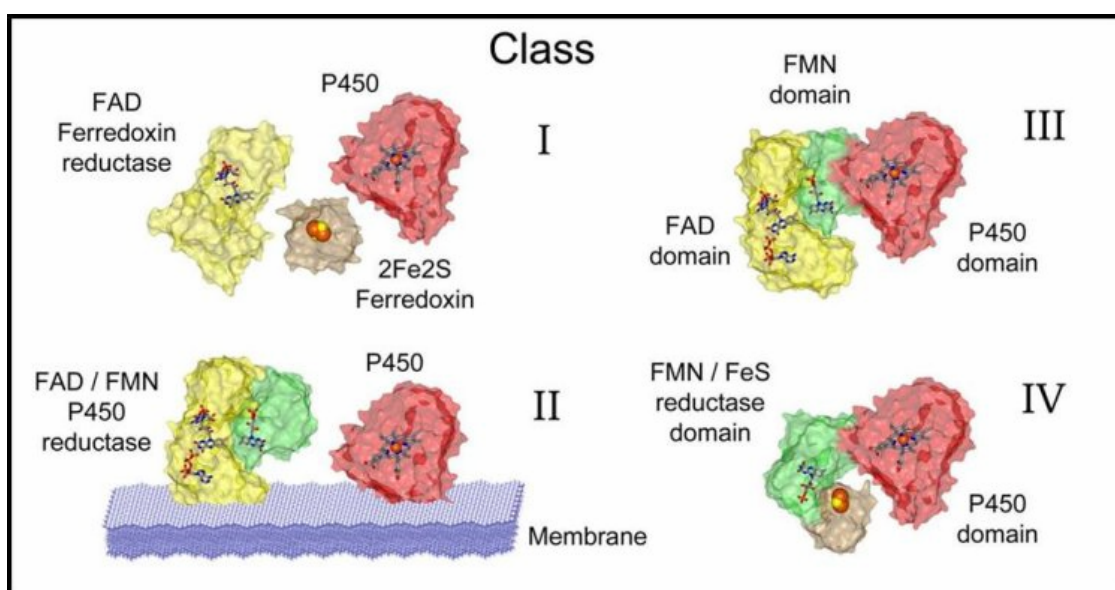 Class
FAD
Ferredoxin
reductase
P450
I
2Fe2S
Ferredoxin
FMN
domain
III
FAD
domain
P450
domain
FAD / FMN
P450
reductase
P450
II
Membrane
FMN / FeS
reductase
domain
IV
P450
domain